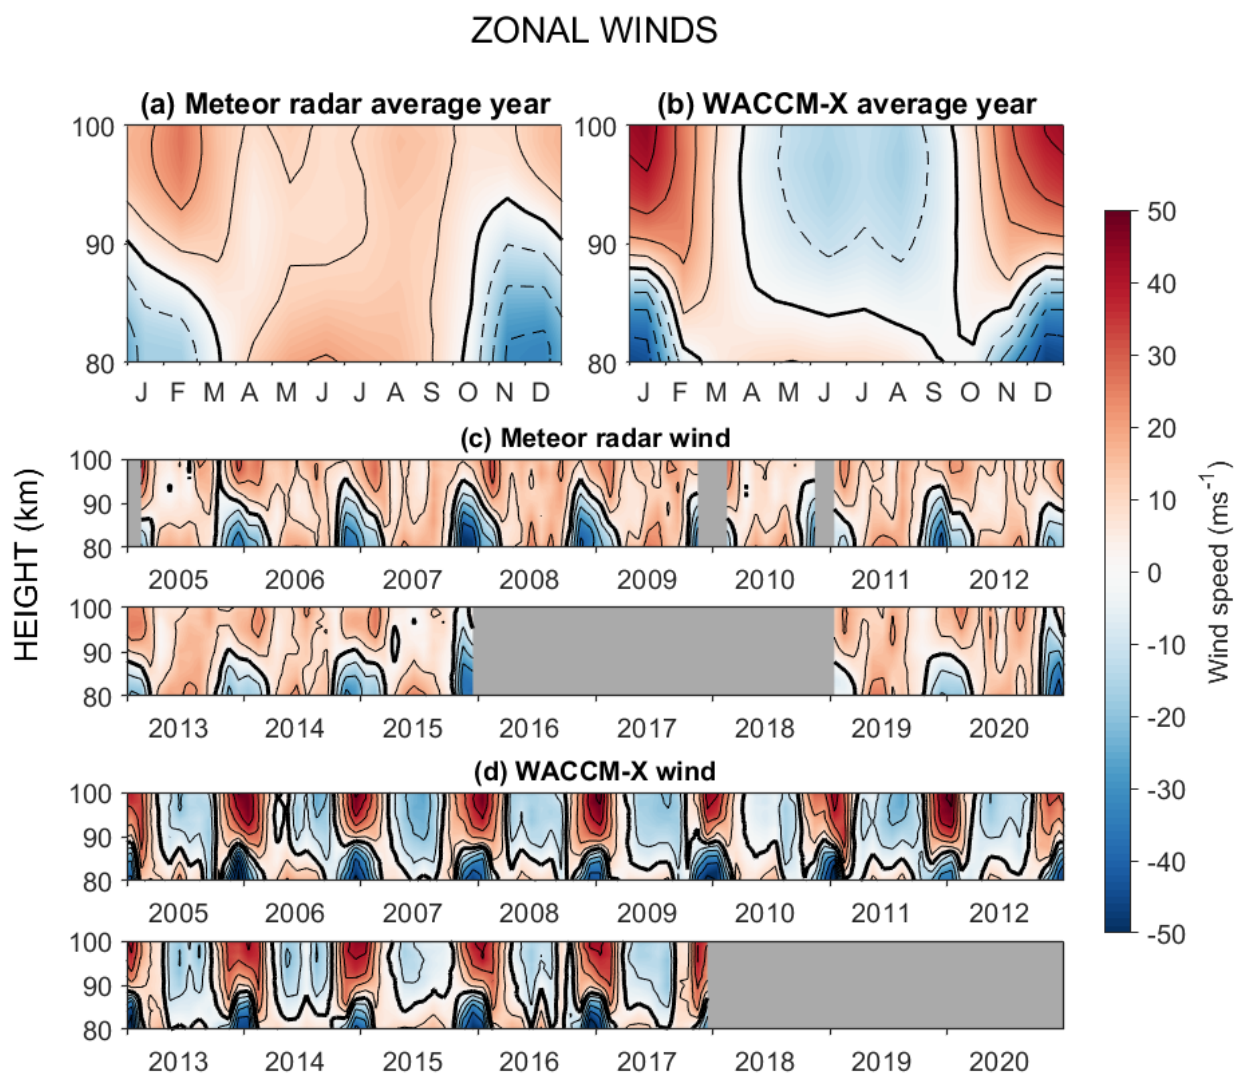 ZONAL WINDS
(a) Meteor radar average year
(b) WACCM-X average year
100
90
80
J F M A M J J A S O N D
100
90
80
J F M A M J J A S O N D
HEIGHT (km)
(c) Meteor radar wind
100
90
80
2005 2006 2007 2008 2009 2010 2011 2012
100
90
80
2013 2014 2015 2016 2017 2018 2019 2020
(d) WACCM-X wind
100
90
80
2005 2006 2007 2008 2009 2010 2011 2012
100
90
80
2013 2014 2015 2016 2017 2018 2019 2020
50
40
30
20
10
0
-10
-20
-30
-40
-50
Wind speed (ms⁻¹)